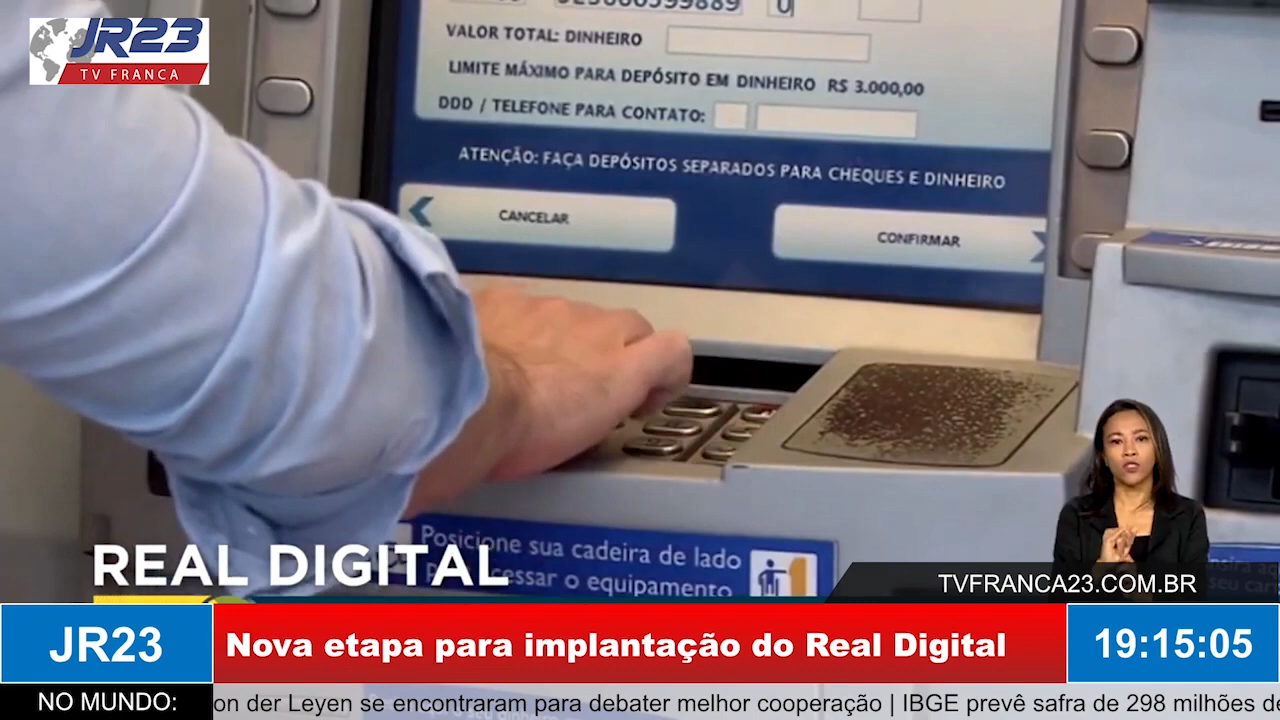 JR23
TV FRANCA
VALOR TOTAL: DINHEIRO
LIMITE MÁXIMO PARA DEPÓSITO EM DINHEIRO R$ 3.000,00
DDD / TELEFONE PARA CONTATO:
ATENÇÃO: FAÇA DEPÓSITOS SEPARADOS PARA CHEQUES E DINHEIRO
CANCELAR
CONFIRMAR
Posicione sua cadeira de lado
o equipamento
REAL DIGITAL
TVFRANCA23.COM.BR
JR23
Nova etapa para implantação do Real Digital
19:15:05
NO MUNDO:
on der Leyen se encontraram para debater melhor cooperação | IBGE prevê safra de 298 milhões de